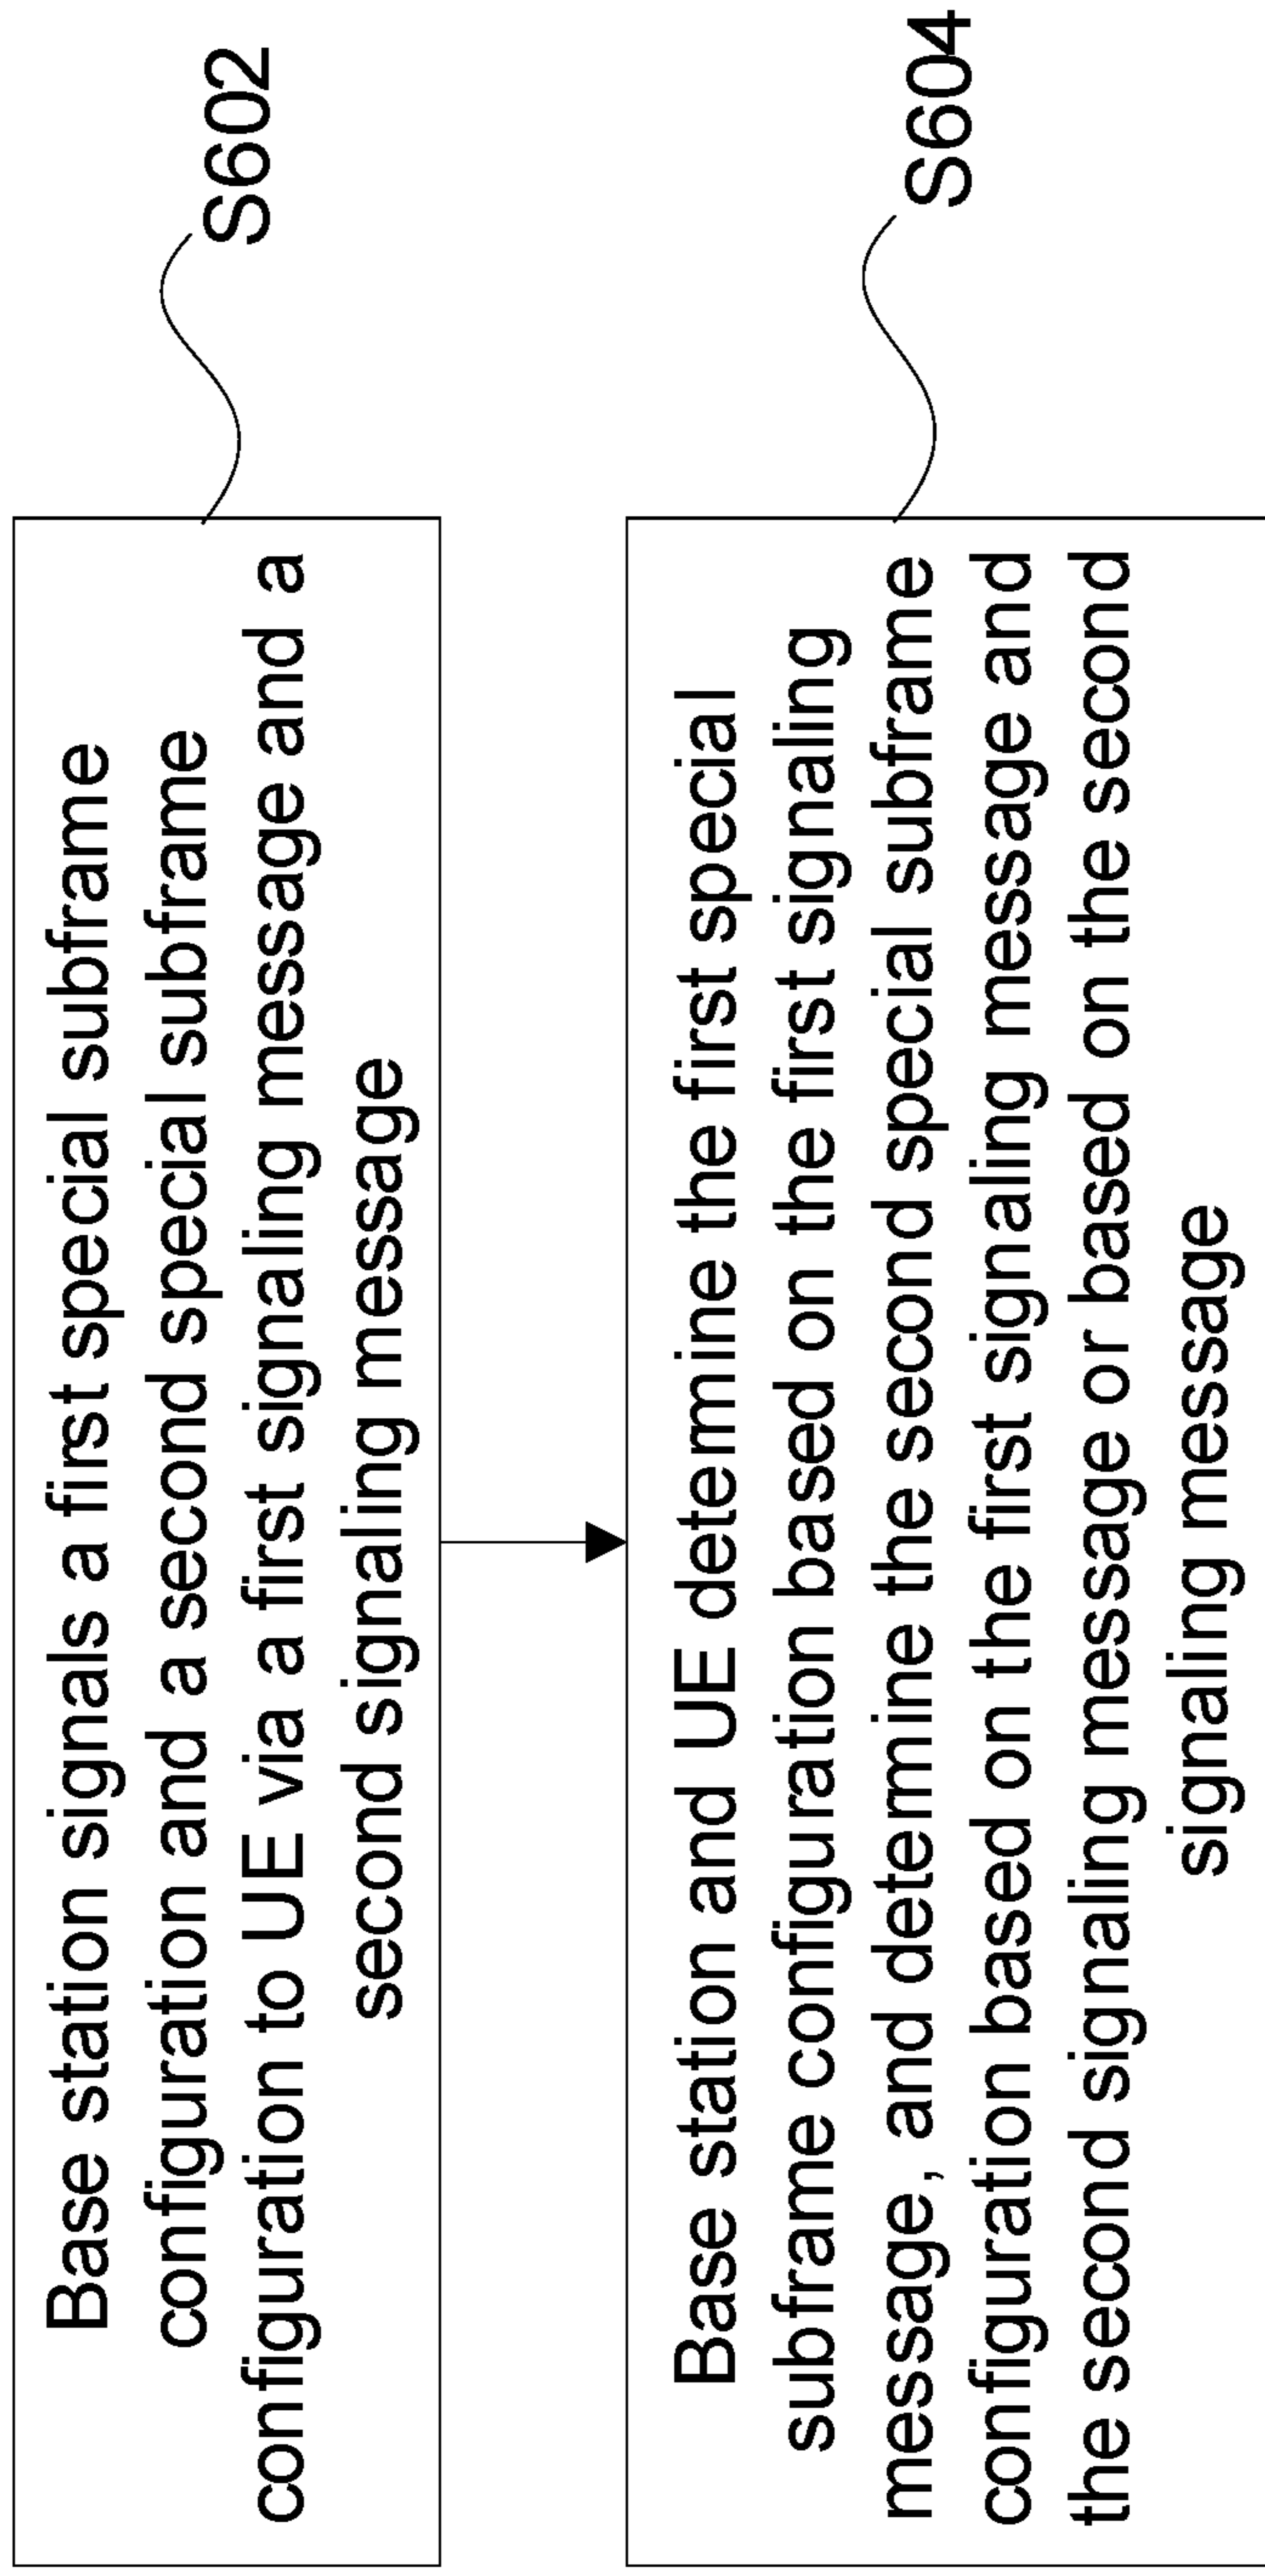 Base station signals a first special subframe
configuration and a second special subframe
configuration to UE via a first signaling message and a
second signaling message
S602
Base station and UE determine the first special
subframe configuration based on the first signaling
message, and determine the second special subframe
configuration based on the first signaling message and
the second signaling message or based on the second
signaling message
S604